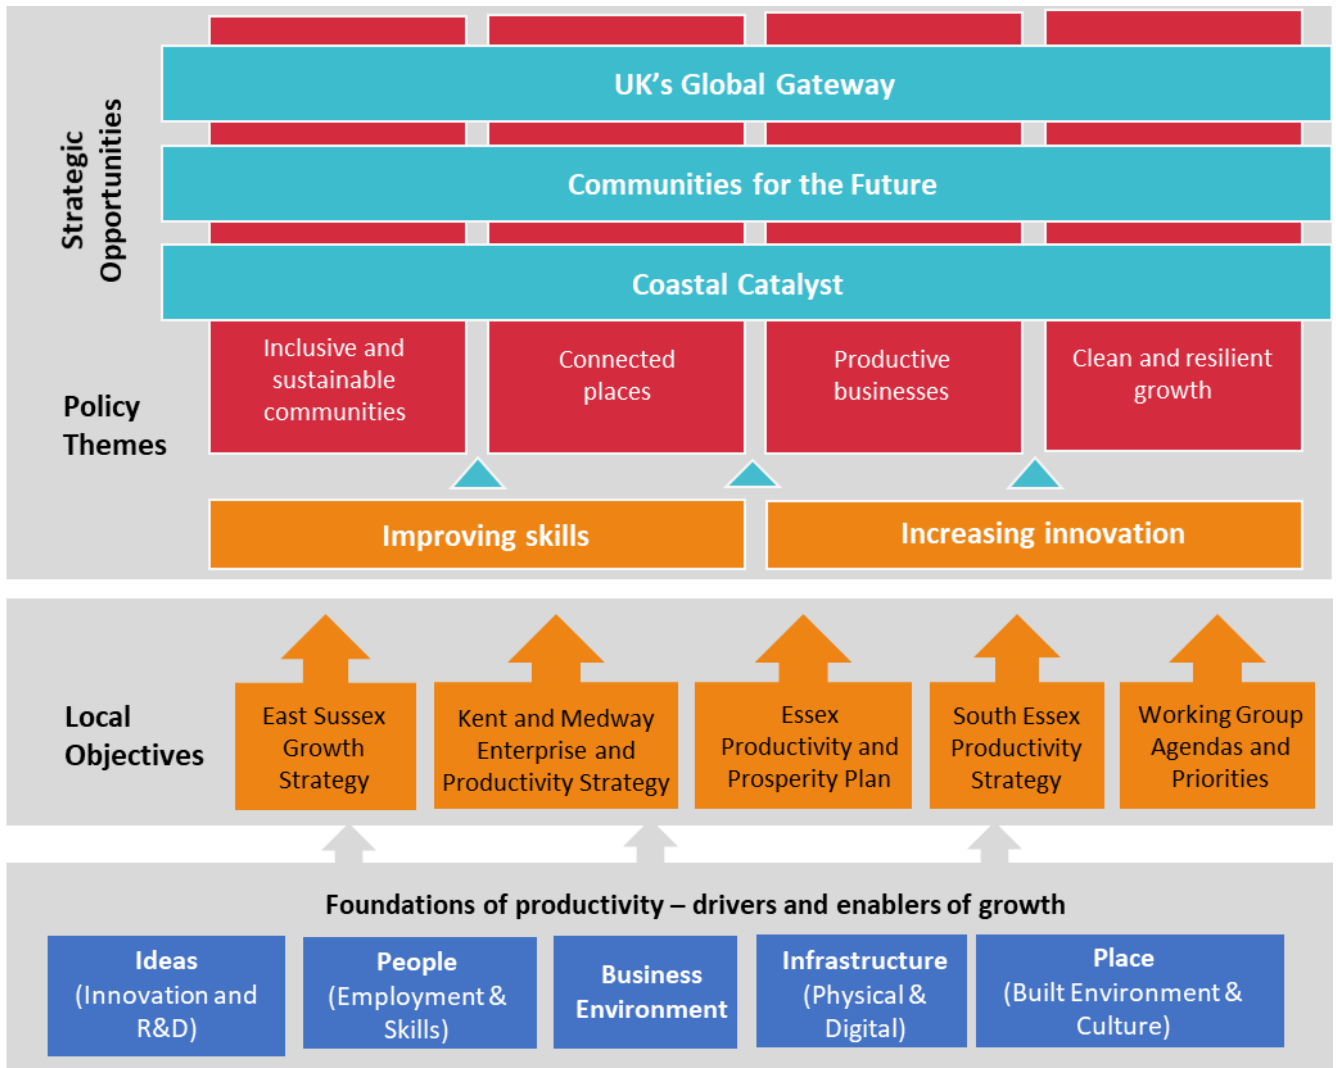 Strategic
Opportunities
UK's Global Gateway
Communities for the Future
Coastal Catalyst
Policy
Themes
Inclusive and
sustainable
communities
Connected
places
Productive
businesses
Clean and resilient
growth
Improving skills
Increasing innovation
Local
Objectives
East Sussex
Growth
Strategy
Kent and Medway
Enterprise and
Productivity Strategy
Essex
Productivity and
Prosperity Plan
South Essex
Productivity
Strategy
Working Group
Agendas and
Priorities
Foundations of productivity – drivers and enablers of growth
Ideas
(Innovation and
R&D)
People
(Employment &
Skills)
Business
Environment
Infrastructure
(Physical &
Digital)
Place
(Built Environment &
Culture)